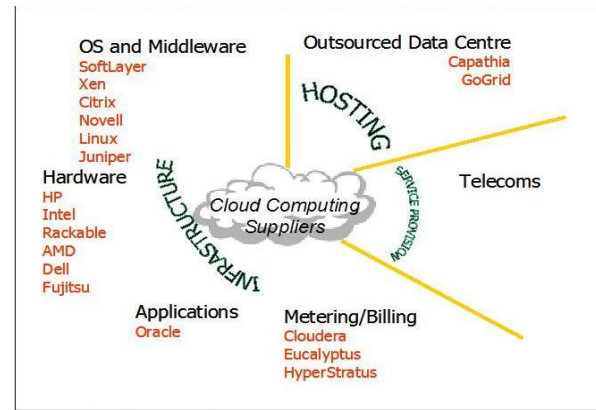 OS and Middleware
SoftLayer
Xen
Citrix
Novell
Linux
Juniper
Outsourced Data Centre
Capathia
GoGrid
HOSTING
Hardware
HP
Intel
Rackable
AMD
Dell
Fujitsu
INFRASTRUCTURE
Cloud Computing
Suppliers
SERVICE PROVISION
Telecoms
Applications
Oracle
Metering/Billing
Cloudera
Eucalyptus
HyperStratus